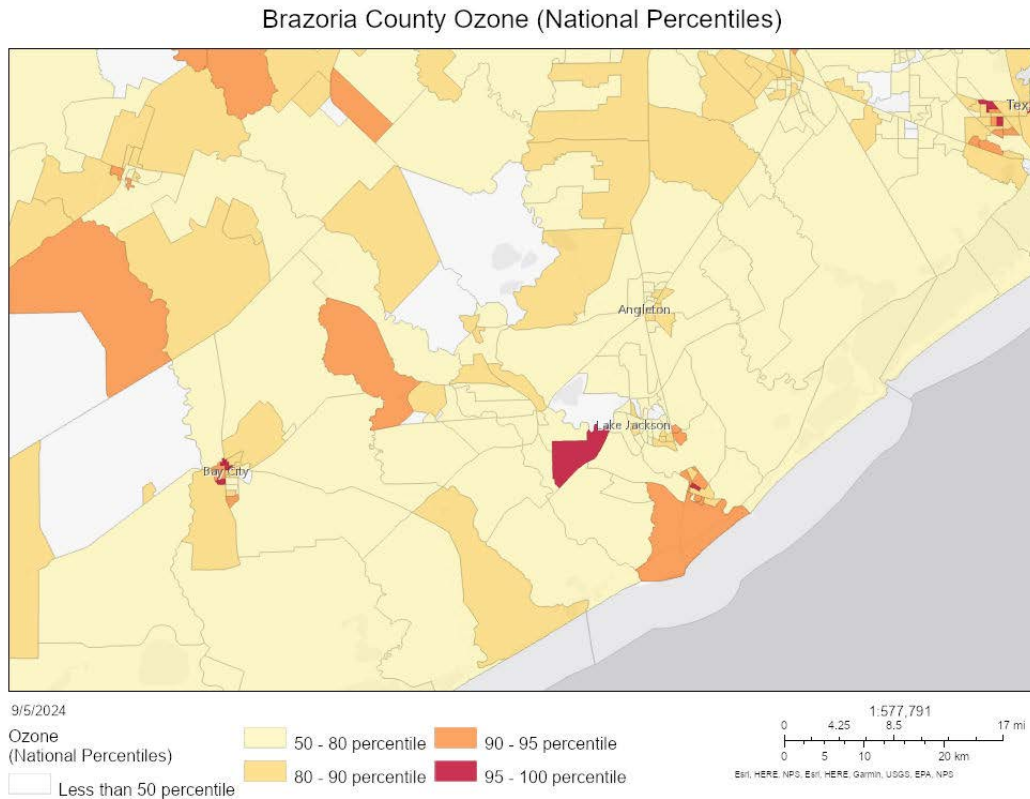 Brazoria County Ozone (National Percentiles)
Tex
Angleton
Lake Jackson
Bay City
9/5/2024
Ozone
(National Percentiles)
Less than 50 percentile
50 - 80 percentile
80 - 90 percentile
90 - 95 percentile
95 - 100 percentile
1:577,791
0 4.25 8.5 17 mi
0 5 10 20 km
Esri, HERE, NPS, Esri, HERE, Garmin, USGS, EPA, NPS